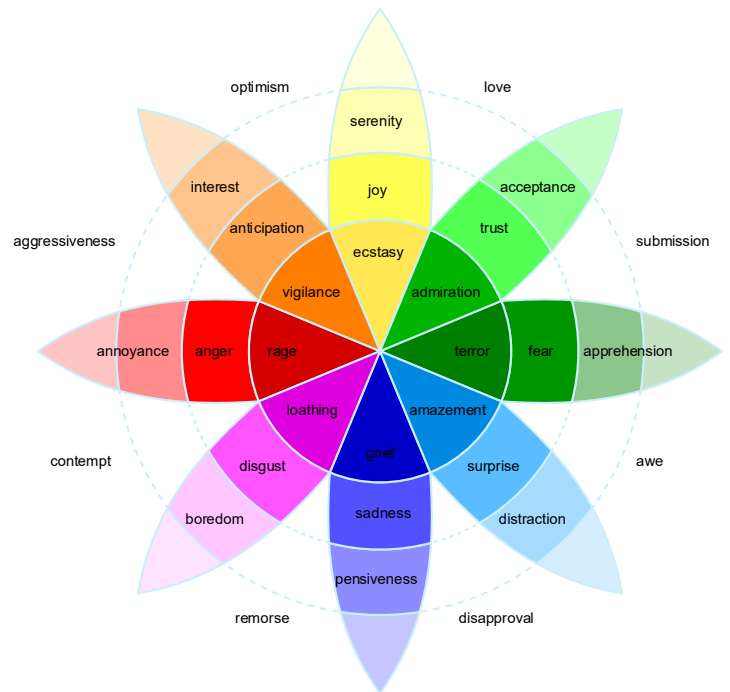 optimism
love
serenity
interest
joy
acceptance
anticipation
trust
aggressiveness
submission
ecstasy
vigilance
admiration
annoyance
anger
rage
terror
fear
apprehension
loathing
amazement
grief
contempt
disgust
surprise
awe
boredom
sadness
distraction
pensiveness
remorse
disapproval